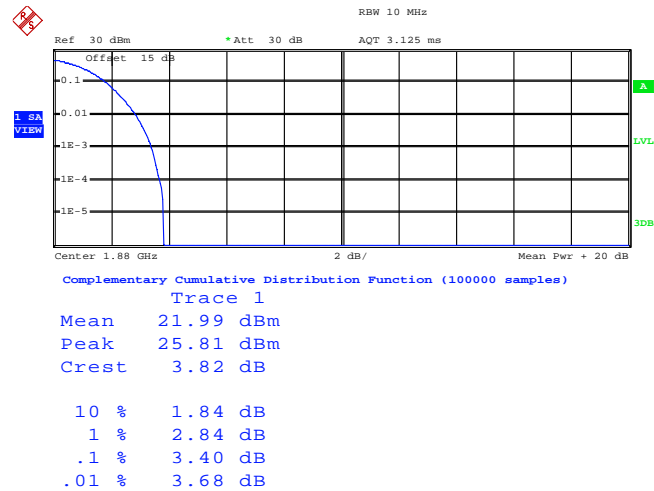 R S
RBW 10 MHz
Ref 30 dBm *Att 30 dB AQT 3.125 ms
Offset 15 dB
0.1
A
0.01
1 SA
VIEW
1E-3
LVL
1E-4
1E-5
3DB
Center 1.88 GHz 2 dB/ Mean Pwr + 20 dB
Complementary Cumulative Distribution Function (100000 samples)
Trace 1
Mean 21.99 dBm
Peak 25.81 dBm
Crest 3.82 dB
10 % 1.84 dB
1 % 2.84 dB
.1 % 3.40 dB
.01 % 3.68 dB